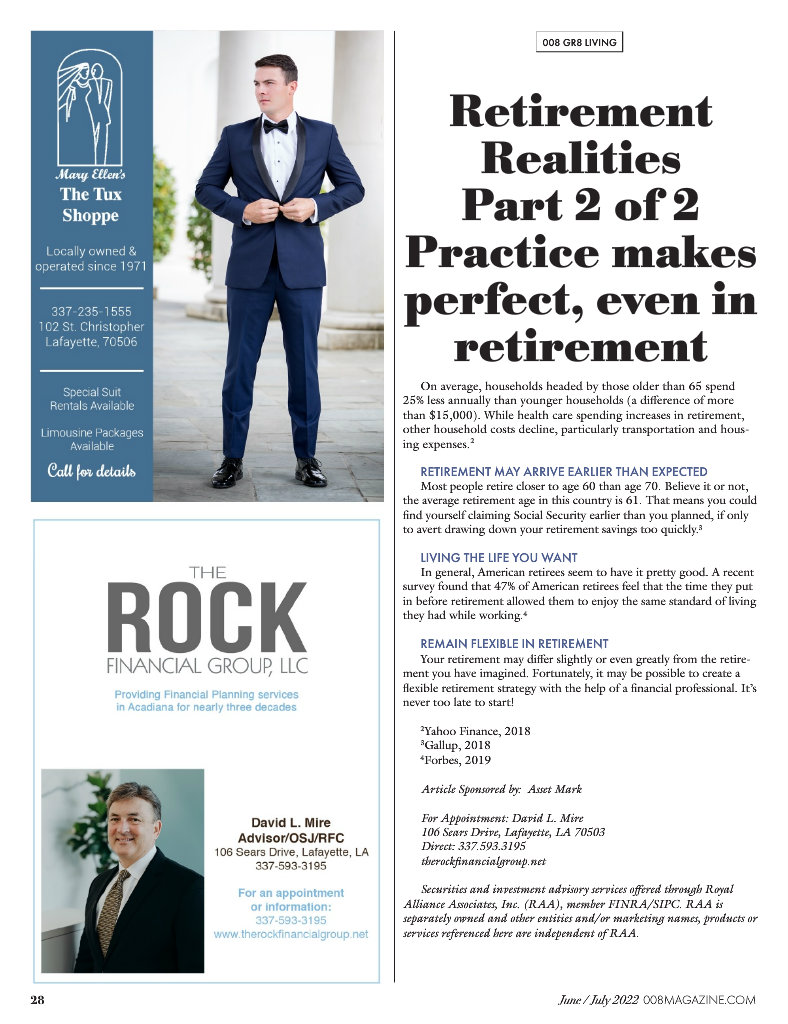 Mary Ellen's
The Tux
Shoppe
Locally owned &
operated since 1971
337-235-1555
102 St. Christopher
Lafayette, 70506
Special Suit
Rentals Available
Limousine Packages
Available
Call for details
THE
ROCK
FINANCIAL GROUP, LLC
Providing Financial Planning services
in Acadiana for nearly three decades
David L. Mire
Advisor/OSJ/RFC
106 Sears Drive, Lafayette, LA
337-593-3195
For an appointment
or information:
337-593-3195
www.therockfinancialgroup.net
008 GR8 LIVING
Retirement
Realities
Part 2 of 2
Practice makes
perfect, even in
retirement
On average, households headed by those older than 65 spend
25% less annually than younger households (a difference of more
than $15,000). While health care spending increases in retirement,
other household costs decline, particularly transportation and hous-
ing expenses.²
RETIREMENT MAY ARRIVE EARLIER THAN EXPECTED
Most people retire closer to age 60 than age 70. Believe it or not,
the average retirement age in this country is 61. That means you could
find yourself claiming Social Security earlier than you planned, if only
to avert drawing down your retirement savings too quickly.³
LIVING THE LIFE YOU WANT
In general, American retirees seem to have it pretty good. A recent
survey found that 47% of American retirees feel that the time they put
in before retirement allowed them to enjoy the same standard of living
they had while working.⁴
REMAIN FLEXIBLE IN RETIREMENT
Your retirement may differ slightly or even greatly from the retire-
ment you have imagined. Fortunately, it may be possible to create a
flexible retirement strategy with the help of a financial professional. It's
never too late to start!
²Yahoo Finance, 2018
³Gallup, 2018
⁴Forbes, 2019
Article Sponsored by: Asset Mark
For Appointment: David L. Mire
106 Sears Drive, Lafayette, LA 70503
Direct: 337.593.3195
therockfinancialgroup.net
Securities and investment advisory services offered through Royal
Alliance Associates, Inc. (RAA), member FINRA/SIPC. RAA is
separately owned and other entities and/or marketing names, products or
services referenced here are independent of RAA.
28
June / July 2022 008MAGAZINE.COM